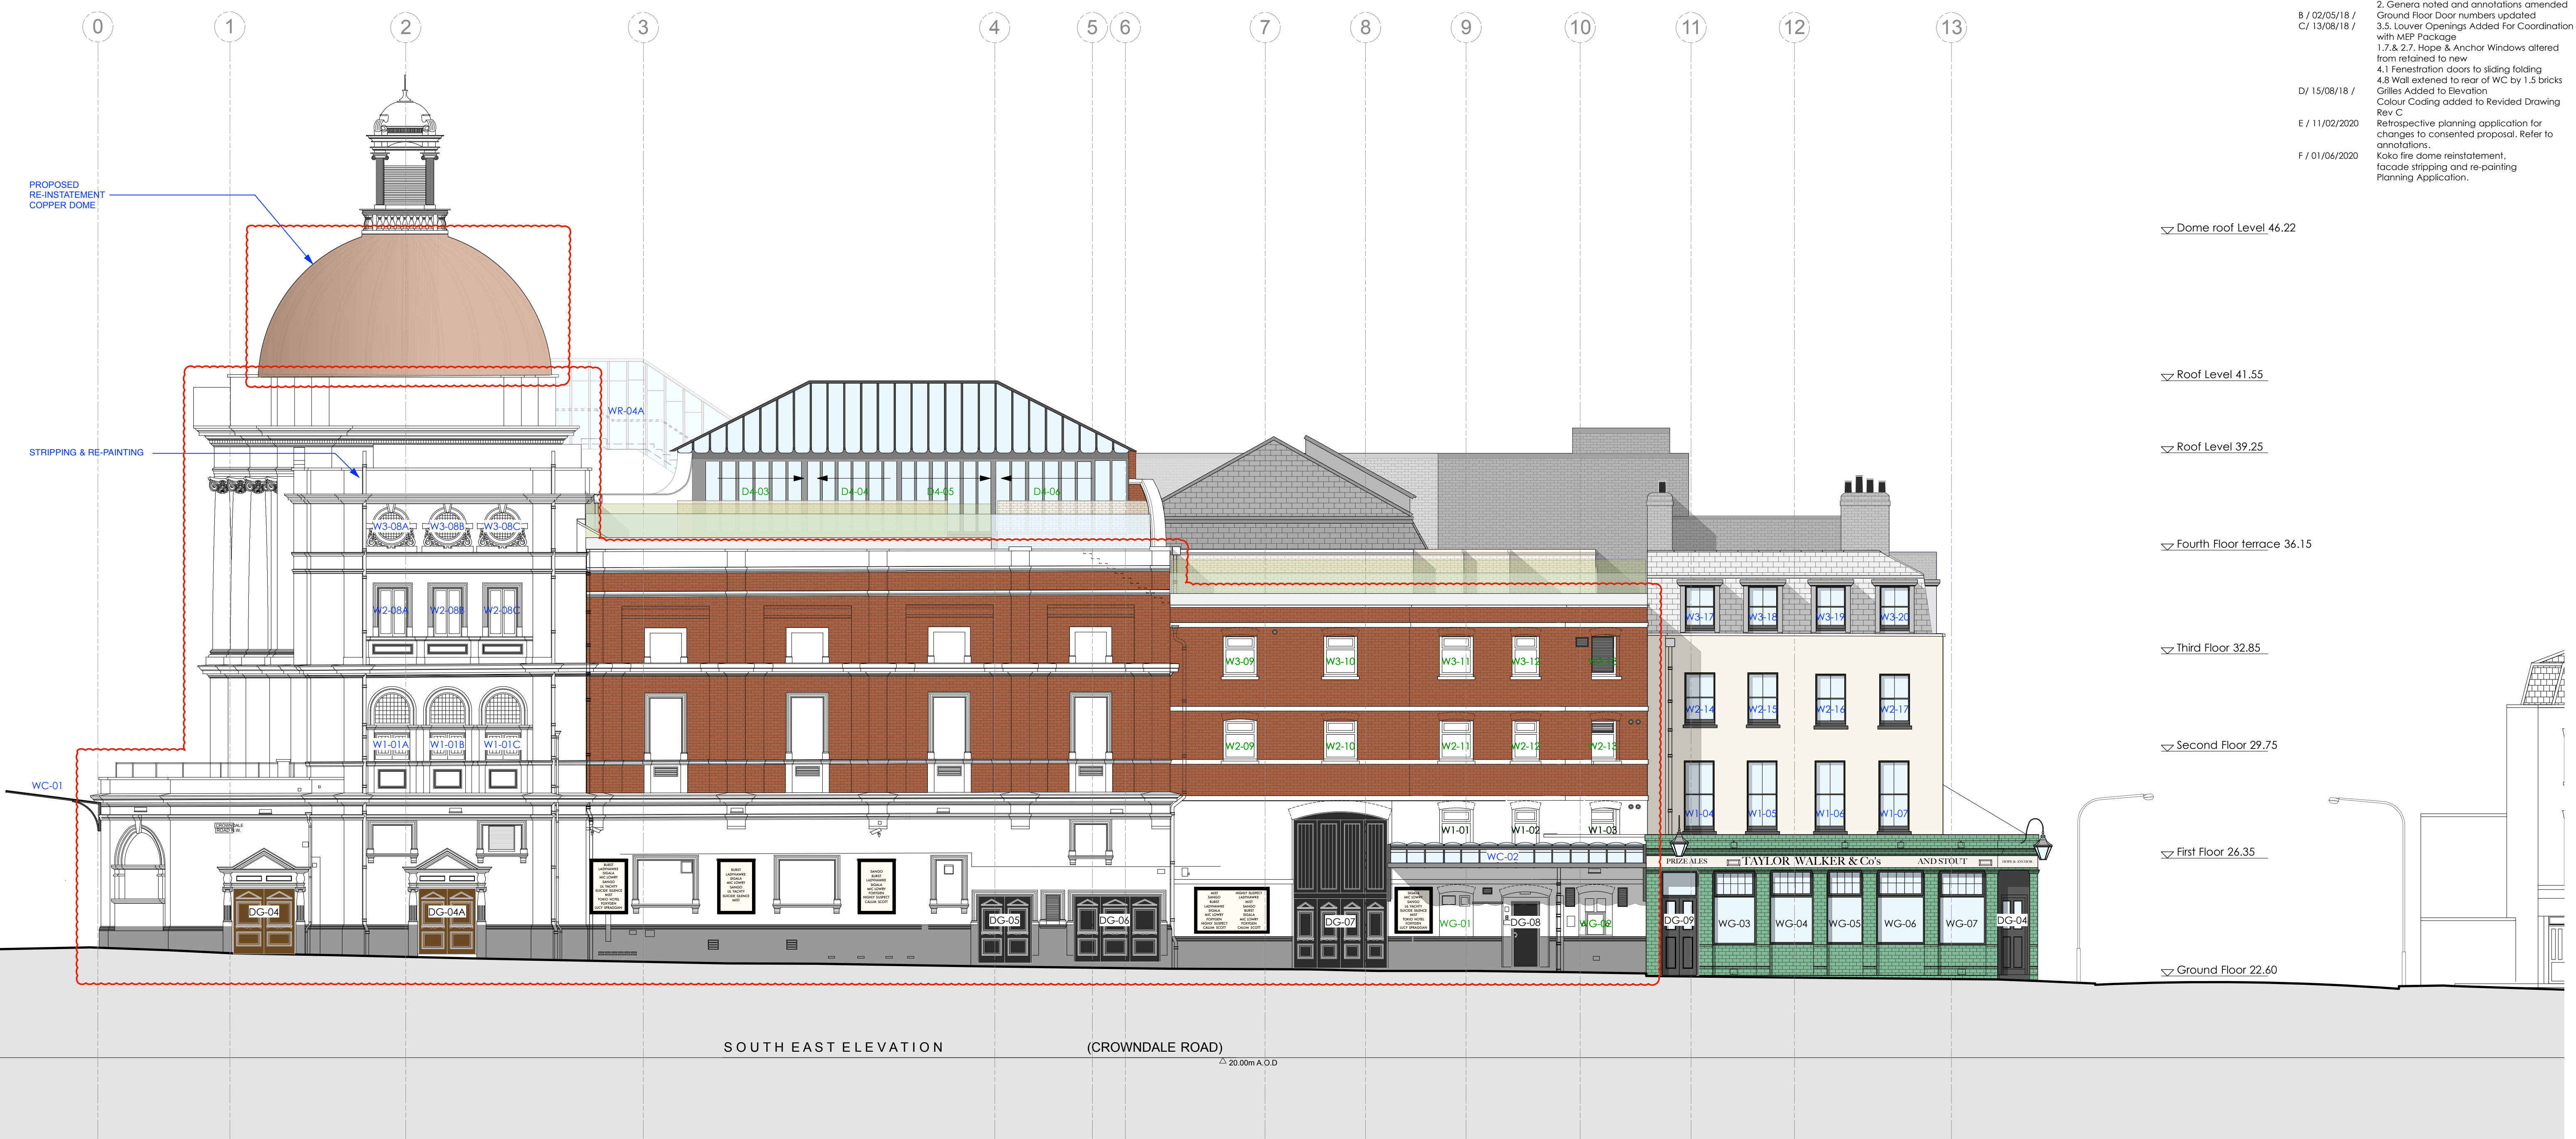 0 1 2 3 4 5 6 7 8 9 10 11 12 13
2. Genera noted and annotations amended
B / 02/05/18 / Ground Floor Door numbers updated
C/ 13/08/18 / 3.5. Louver Openings Added For Coordination
with MEP Package
1.7.& 2.7. Hope & Anchor Windows altered
from retained to new
4.1 Fenestration doors to sliding folding
4.8 Wall extened to rear of WC by 1.5 bricks
D/ 15/08/18 / Grilles Added to Elevation
Colour Coding added to Revided Drawing
Rev C
E / 11/02/2020 Retrospective planning application for
changes to consented proposal. Refer to
annotations.
F / 01/06/2020 Koko fire dome reinstatement,
facade stripping and re-painting
Planning Application.
PROPOSED
RE-INSTATEMENT
COPPER DOME
Dome roof Level 46.22
Roof Level 41.55
WR-04A
STRIPPING & RE-PAINTING
Roof Level 39.25
D4-03 D4-04 D4-05 D4-06
W3-08A W3-08B W3-08C
Fourth Floor terrace 36.15
W2-08A W2-08B W2-08C
W3-17 W3-18 W3-19 W3-20
Third Floor 32.85
W3-09 W3-10 W3-11 W3-12
W2-14 W2-15 W2-16 W2-17
W1-01A W1-01B W1-01C
W2-09 W2-10 W2-11 W2-12 W2-13
Second Floor 29.75
WC-01
W1-04 W1-05 W1-06 W1-07
CROWNDALE
ROAD N.W.
W1-01 W1-02 W1-03
WC-02
First Floor 26.35
PRIZE ALES TAYLOR WALKER & Co's AND STOUT HOPE & ANCHOR
DG-04 DG-04A DG-05 DG-06 DG-07 WG-01 DG-08 WG-02 DG-09 WG-03 WG-04 WG-05 WG-06 WG-07 DG-04
Ground Floor 22.60
SOUTH EAST ELEVATION (CROWNDALE ROAD)
20.00m A.O.D